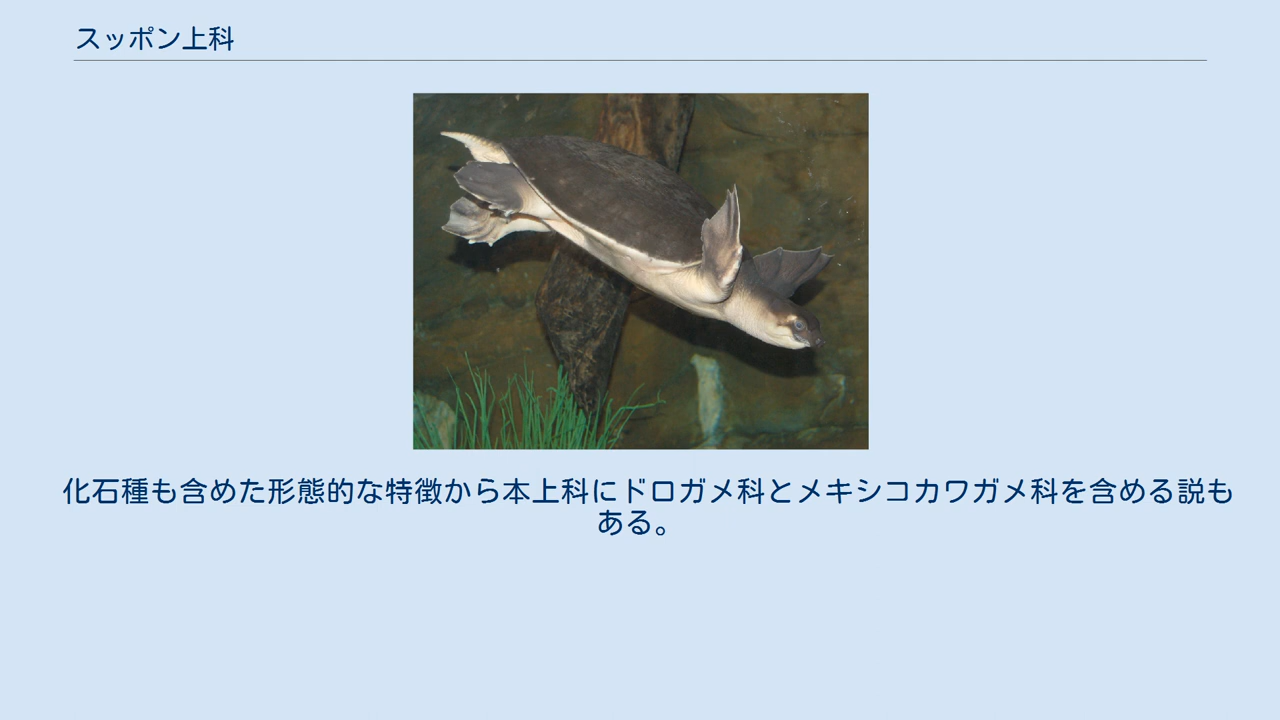 スッポン上科
化石種も含めた形態的な特徴から本上科にドロガメ科とメキシコカワガメ科を含める説も
ある。